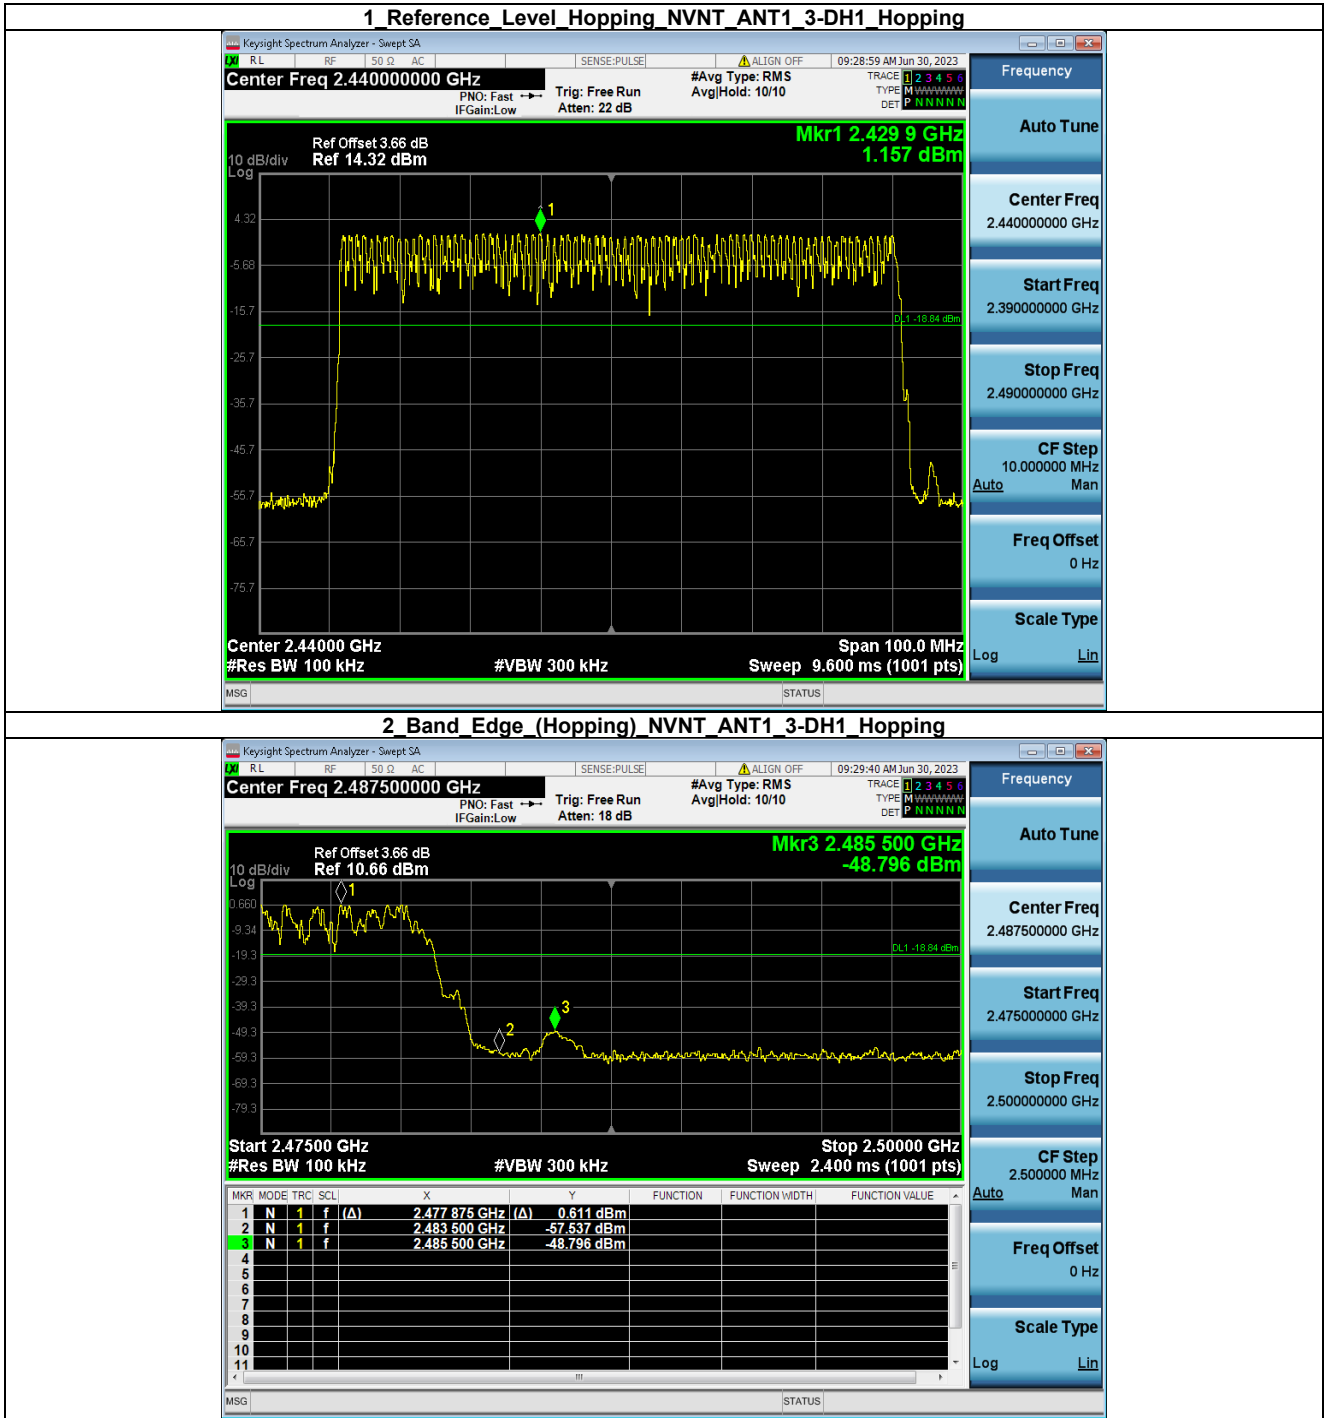 1_Reference_Level_Hopping_NVNT_ANT1_3-DH1_Hopping
Keysight Spectrum Analyzer - Swept SA
LXI RL RF 50 Ω AC SENSE:PULSE ALIGN OFF 09:28:59 AM Jun 30, 2023
Center Freq 2.440000000 GHz
PNO: Fast
IFGain:Low
Trig: Free Run
Atten: 22 dB
#Avg Type: RMS
Avg|Hold: 10/10
TRACE 1 2 3 4 5 6
TYPE M WWWWW
DET P N N N N N
Frequency
Mkr1 2.429 9 GHz
1.157 dBm
Ref Offset 3.66 dB
10 dB/div Ref 14.32 dBm
Log
1
4.32
-5.68
-15.7
DL1 -18.84 dBm
-25.7
-35.7
-45.7
-55.7
-65.7
-75.7
Center 2.44000 GHz Span 100.0 MHz
#Res BW 100 kHz #VBW 300 kHz Sweep 9.600 ms (1001 pts)
MSG STATUS
Auto Tune
Center Freq
2.440000000 GHz
Start Freq
2.390000000 GHz
Stop Freq
2.490000000 GHz
CF Step
10.000000 MHz
Auto Man
Freq Offset
0 Hz
Scale Type
Log Lin
2_Band_Edge_(Hopping)_NVNT_ANT1_3-DH1_Hopping
Keysight Spectrum Analyzer - Swept SA
LXI RL RF 50 Ω AC SENSE:PULSE ALIGN OFF 09:29:40 AM Jun 30, 2023
Center Freq 2.487500000 GHz
PNO: Fast
IFGain:Low
Trig: Free Run
Atten: 18 dB
#Avg Type: RMS
Avg|Hold: 10/10
TRACE 1 2 3 4 5 6
TYPE M WWWWW
DET P N N N N N
Frequency
Mkr3 2.485 500 GHz
-48.796 dBm
Ref Offset 3.66 dB
10 dB/div Ref 10.66 dBm
Log
1
0.660
-9.34
DL1 -18.84 dBm
-19.3
-29.3
-39.3
3
-49.3
2
-59.3
-69.3
-79.3
Start 2.47500 GHz Stop 2.50000 GHz
#Res BW 100 kHz #VBW 300 kHz Sweep 2.400 ms (1001 pts)
MKR MODE TRC SCL X Y FUNCTION FUNCTION WIDTH FUNCTION VALUE
1 N 1 f (Δ) 2.477 875 GHz (Δ) 0.611 dBm
2 N 1 f 2.483 500 GHz -57.537 dBm
3 N 1 f 2.485 500 GHz -48.796 dBm
4
5
6
7
8
9
10
11
MSG STATUS
Auto Tune
Center Freq
2.487500000 GHz
Start Freq
2.475000000 GHz
Stop Freq
2.500000000 GHz
CF Step
2.500000 MHz
Auto Man
Freq Offset
0 Hz
Scale Type
Log Lin